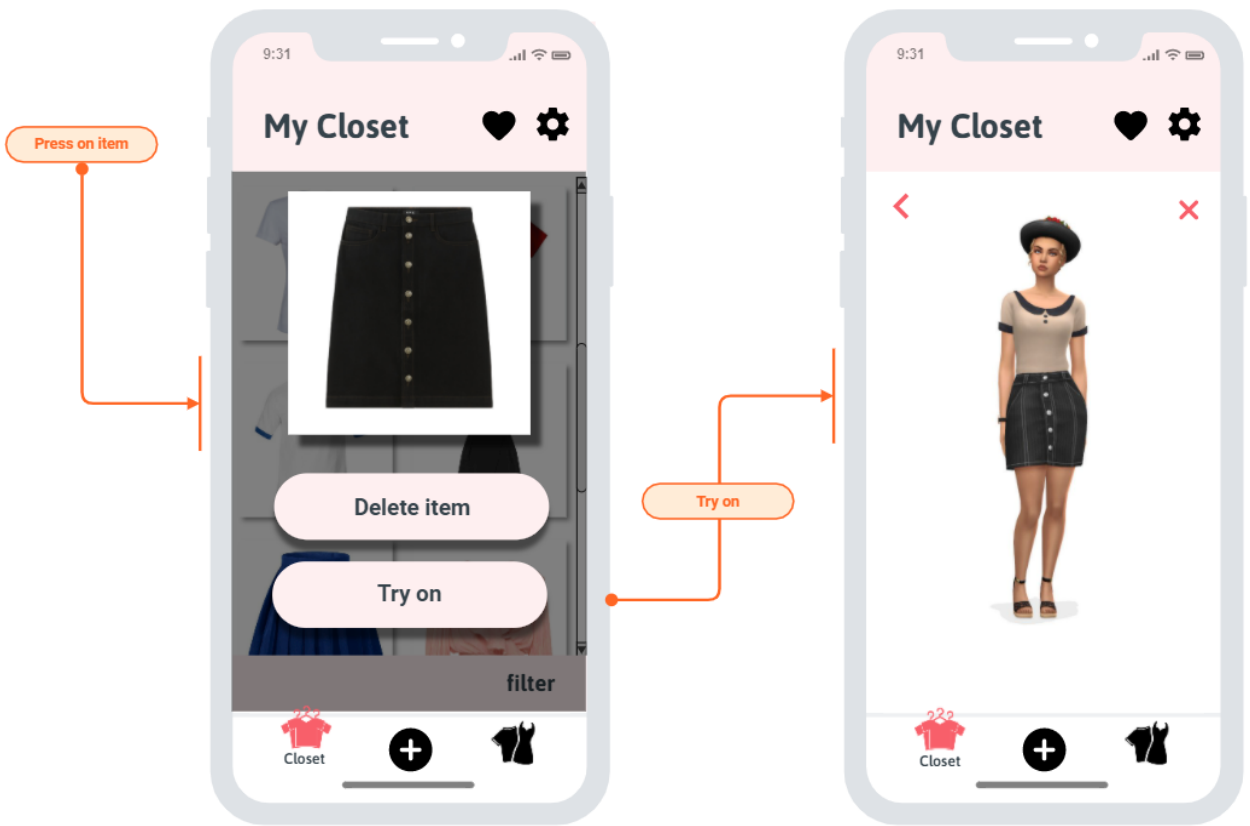 Press on item
9:31
My Closet
Delete item
Try on
filter
Closet
Try on
9:31
My Closet
Closet